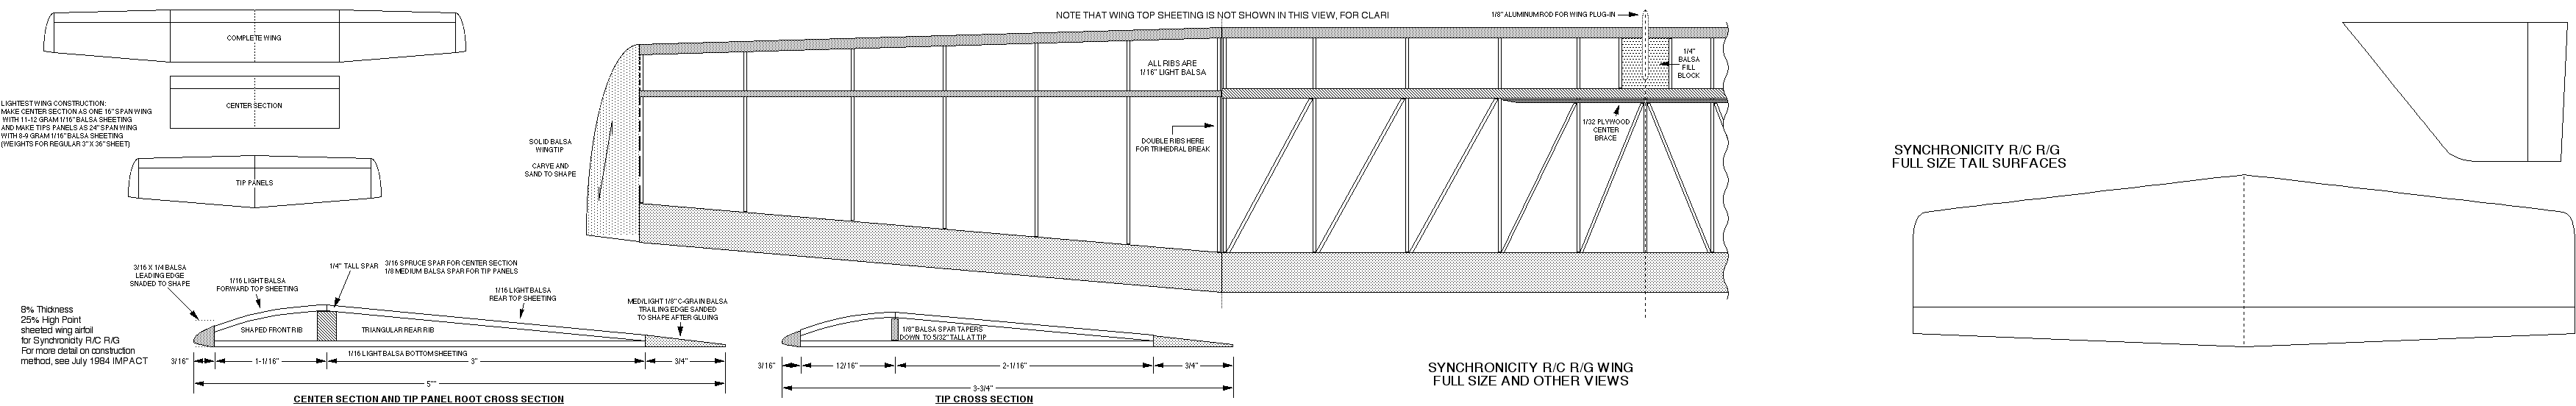 NOTE THAT WING TOP SHEETING IS NOT SHOWN IN THIS VIEW, FOR CLARI
1/8" ALUMINUM ROD FOR WING PLUG-IN
COMPLETE WING
CENTER SECTION
LIGHTEST WING CONSTRUCTION:
MAKE CENTER SECTION AS ONE 16" SPAN WING
WITH 11-12 GRAM 1/16" BALSA SHEETING
AND MAKE TIPS PANELS AS 24" SPAN WING
WITH 8-9 GRAM 1/16" BALSA SHEETING
(WEIGHTS FOR REGULAR 3" X 36" SHEET)
TIP PANELS
ALL RIBS ARE
1/16" LIGHT BALSA
1/4"
BALSA
FILL
BLOCK
SOLID BALSA
WINGTIP
CARVE AND
SAND TO SHAPE
DOUBLE RIBS HERE
FOR TRIHEDRAL BREAK
1/32 PLYWOOD
CENTER
BRACE
SYNCHRONICITY R/C R/G
FULL SIZE TAIL SURFACES
3/16 X 1/4 BALSA
LEADING EDGE
SNADED TO SHAPE
1/16 LIGHT BALSA
FORWARD TOP SHEETING
1/4" TALL SPAR
3/16 SPRUCE SPAR FOR CENTER SECTION
1/8 MEDIUM BALSA SPAR FOR TIP PANELS
1/16 LIGHT BALSA
REAR TOP SHEETING
MED/LIGHT 1/8" C-GRAIN BALSA
TRAILING EDGE SANDED
TO SHAPE AFTER GLUING
8% Thickness
25% High Point
sheeted wing airfoil
for Synchronicity R/C R/G
For more detail on construction
method, see July 1984 IMPACT
SHAPED FRONT RIB
TRIANGULAR REAR RIB
1/16 LIGHT BALSA BOTTOM SHEETING
3/16"
1-1/16"
3"
3/4"
5""
CENTER SECTION AND TIP PANEL ROOT CROSS SECTION
1/8" BALSA SPAR TAPERS
DOWN TO 5/32" TALL AT TIP
3/16"
12/16"
2-1/16"
3/4"
3-3/4"
TIP CROSS SECTION
SYNCHRONICITY R/C R/G WING
FULL SIZE AND OTHER VIEWS